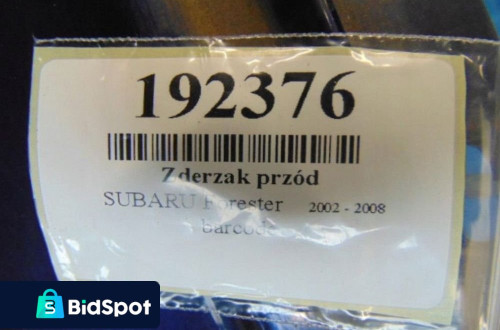 192376
Zderzak przód
SUBARU Forester 2002 - 2008
barcode
BidSpot